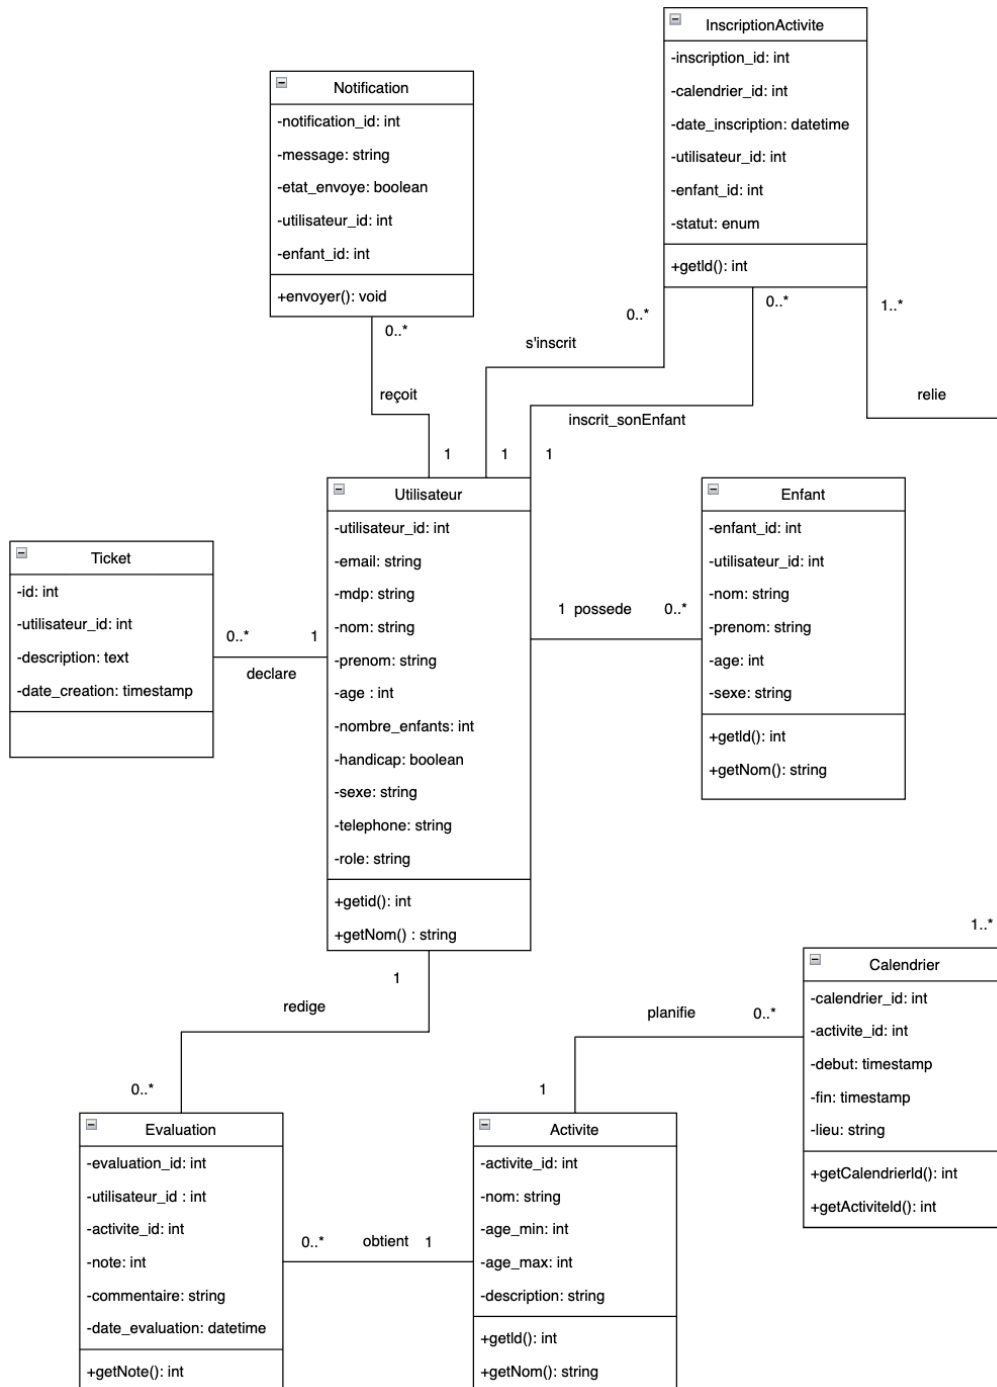 InscriptionActivite
-inscription_id: int
-calendrier_id: int
-date_inscription: datetime
-utilisateur_id: int
-enfant_id: int
-statut: enum
+getId(): int
Notification
-notification_id: int
-message: string
-etat_envoye: boolean
-utilisateur_id: int
-enfant_id: int
+envoyer(): void
0..*
0..*
0..*
1..*
s'inscrit
reçoit
relie
inscrit_sonEnfant
1
1
1
Utilisateur
-utilisateur_id: int
-email: string
-mdp: string
-nom: string
-prenom: string
-age : int
-nombre_enfants: int
-handicap: boolean
-sexe: string
-telephone: string
-role: string
+getid(): int
+getNom() : string
Enfant
-enfant_id: int
-utilisateur_id: int
-nom: string
-prenom: string
-age: int
-sexe: string
+getId(): int
+getNom(): string
1 possede 0..*
Ticket
-id: int
-utilisateur_id: int
-description: text
-date_creation: timestamp
0..* 1
declare
1..*
Calendrier
-calendrier_id: int
-activite_id: int
-debut: timestamp
-fin: timestamp
-lieu: string
+getCalendrierId(): int
+getActiviteId(): int
1
redige
0..*
planifie 0..*
1
Evaluation
-evaluation_id: int
-utilisateur_id : int
-activite_id: int
-note: int
-commentaire: string
-date_evaluation: datetime
+getNote(): int
0..* obtient 1
Activite
-activite_id: int
-nom: string
-age_min: int
-age_max: int
-description: string
+getId(): int
+getNom(): string